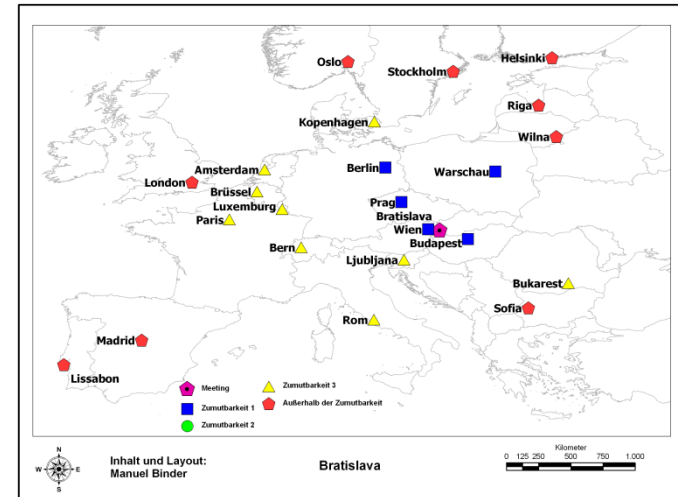 Oslo
Stockholm
Helsinki
Riga
Kopenhagen
Wilna
Amsterdam
Berlin
Warschau
London
Brüssel
Luxemburg
Prag
Paris
Bratislava
Wien
Budapest
Bern
Ljubljana
Bukarest
Sofia
Rom
Madrid
Lissabon
Meeting
Zumutbarkeit 1
Zumutbarkeit 2
Zumutbarkeit 3
Außerhalb der Zumutbarkeit
N
W E
S
Inhalt und Layout:
Manuel Binder
Bratislava
Kilometer
0 125 250 500 750 1.000